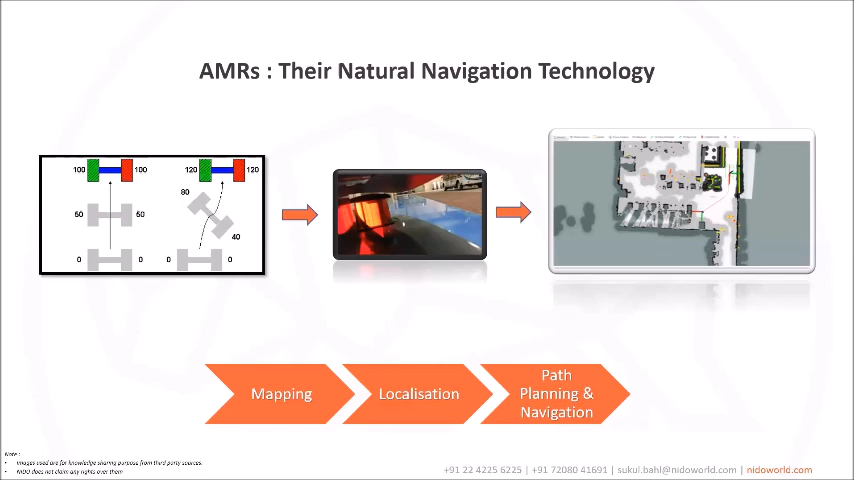 AMRs : Their Natural Navigation Technology
100 100 120 120
80
50 50
40
0 0 0 0
Mapping
Localisation
Path
Planning &
Navigation
Note :
• Images used are for knowledge sharing purpose from third party sources.
• NIDO does not claim any rights over them
+91 22 4225 6225 | +91 72080 41691 | sukul.bahl@nidoworld.com | nidoworld.com